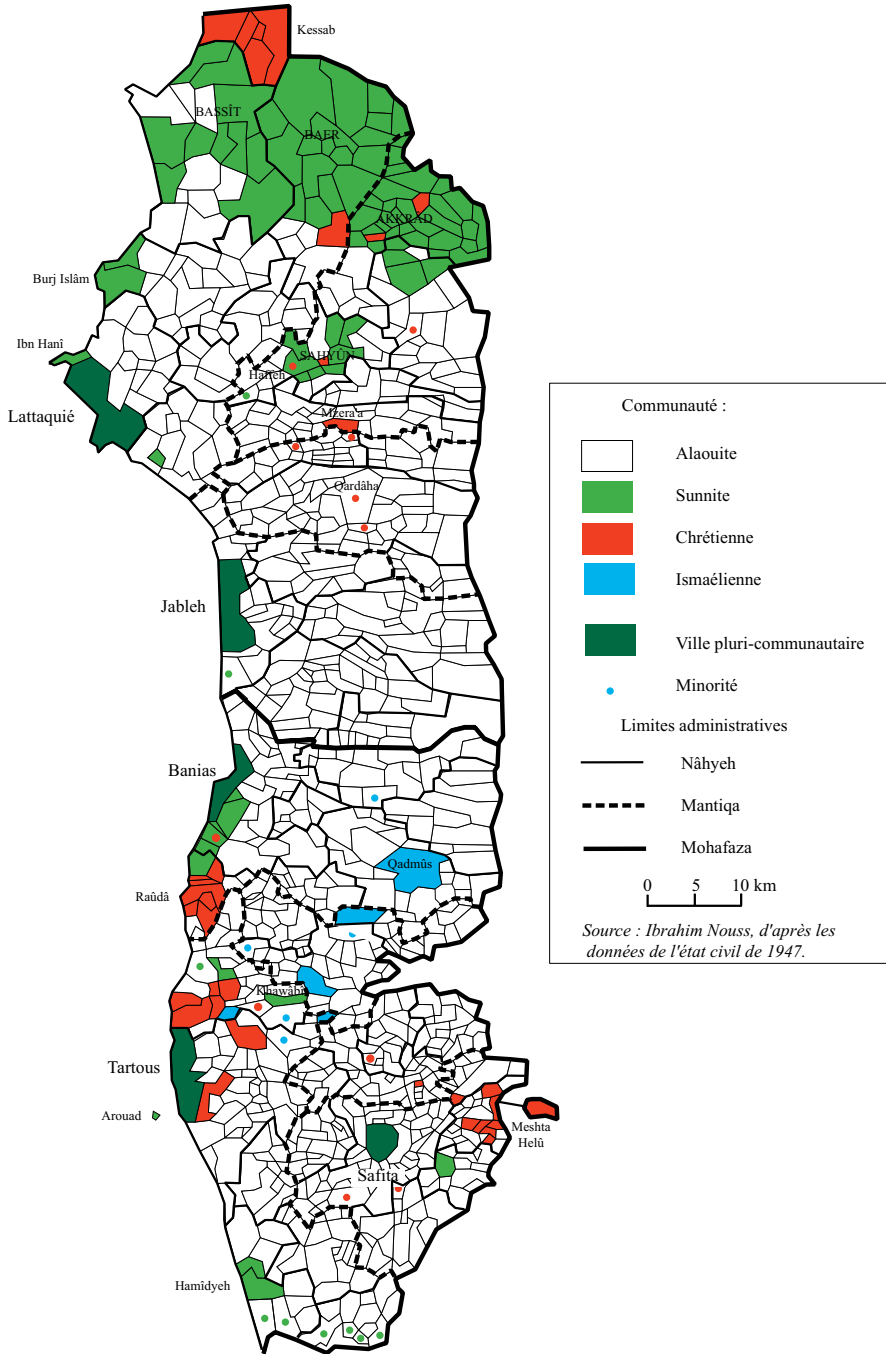 Kessab
BASSÎT
BAER
AKKRAD
Burj Islâm
Ibn Hanî
SAHYÛN
Haffeh
Lattaquié
Mzera'a
Qardâha
Jableh
Banias
Qadmûs
Raûdâ
Khawâbî
Tartous
Arouad
Meshta
Helû
Safita
Hamîdyeh
Communauté :
Alaouite
Sunnite
Chrétienne
Ismaélienne
Ville pluri-communautaire
Minorité
Limites administratives
Nâhyeh
Mantiqa
Mohafaza
0 5 10 km
Source : Ibrahim Nouss, d'après les
données de l'état civil de 1947.